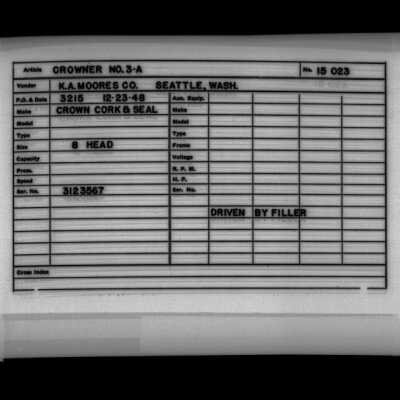 Article CROWNER NO.3-A No. 15 023
Vendor K.A.MOORES CO. SEATTLE, WASH.
P.O. & Date 3215 12-23-48 Aux. Equip.
Make CROWN CORK & SEAL Make
Model Model
Type Type
Size 8 HEAD Frame
Capacity Voltage
Press. R. P. M.
Speed H. P.
Ser. No. 3123567 Ser. No.
DRIVEN BY FILLER
Cross Index